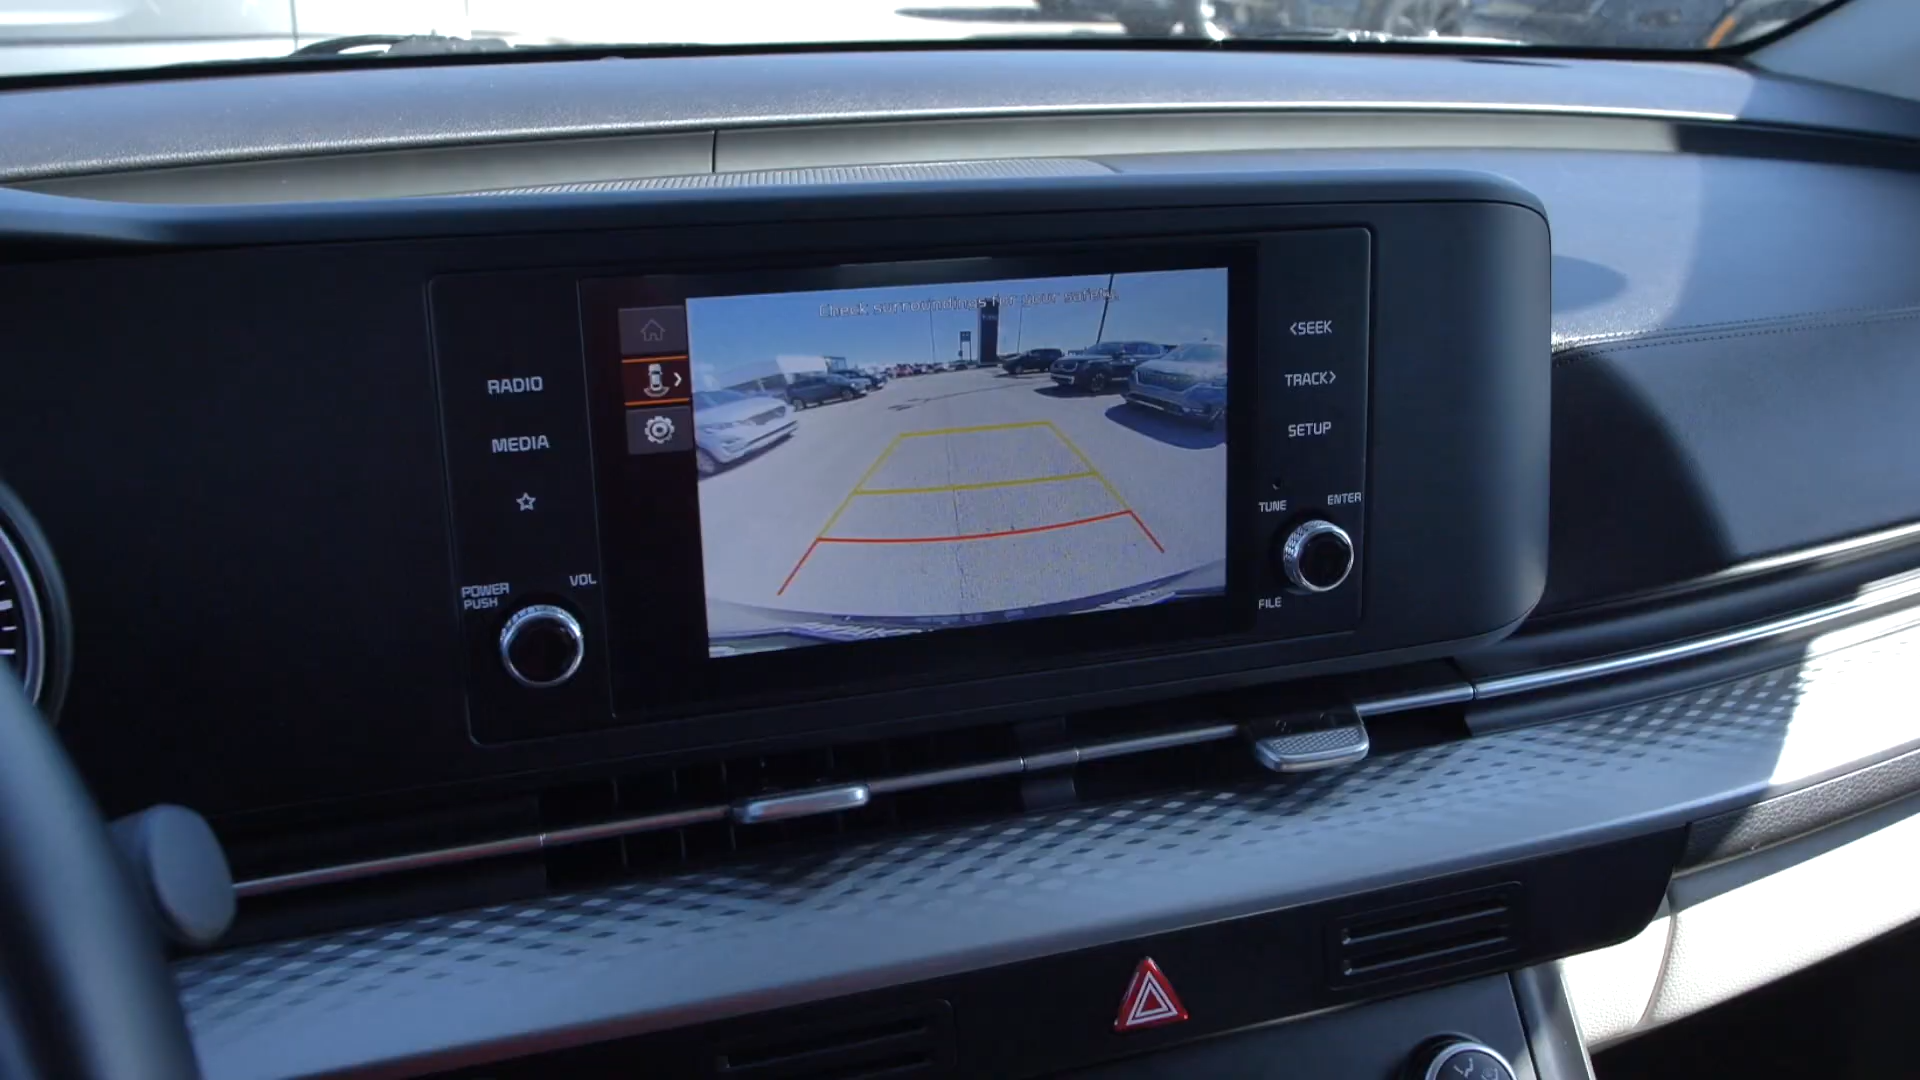 Check surroundings for your safety.
RADIO
MEDIA
POWER
PUSH
VOL
<SEEK
TRACK>
SETUP
TUNE
ENTER
FILE